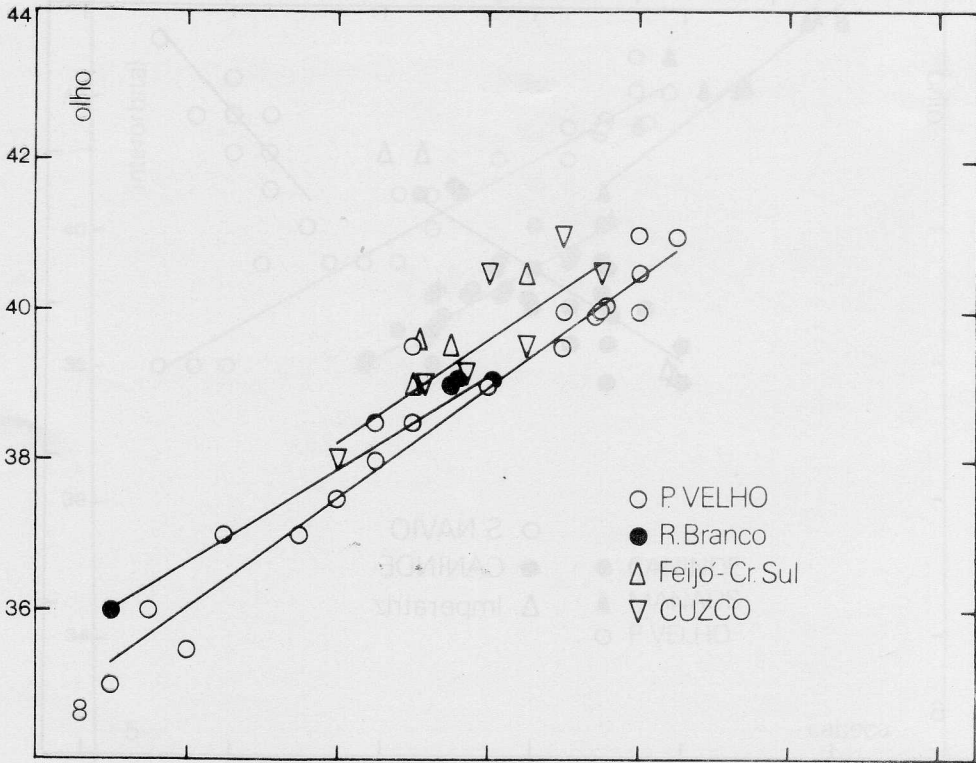 44
olho
42
40
38
36
8
P. VELHO
R. Branco
Feijó - Cr. Sul
CUZCO